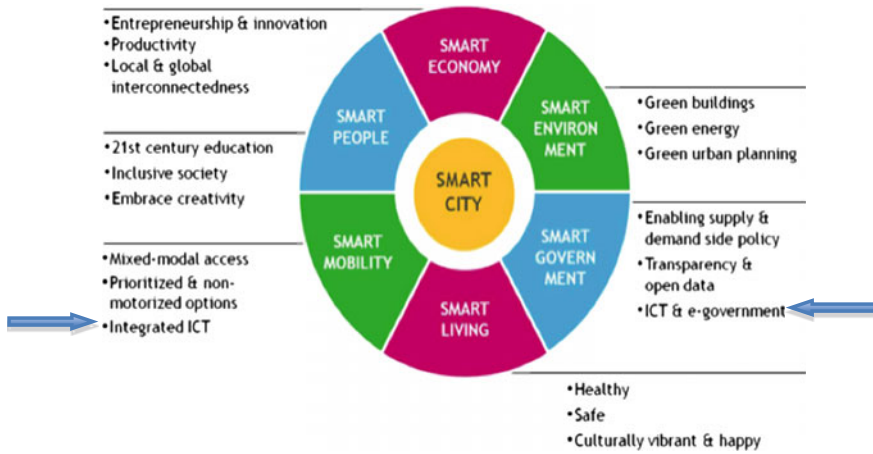 •Entrepreneurship & innovation
•Productivity
•Local & global
interconnectedness
SMART
ECONOMY
SMART
ENVIRON
MENT
•Green buildings
•Green energy
•Green urban planning
SMART
PEOPLE
•21st century education
•Inclusive society
•Embrace creativity
SMART
CITY
SMART
MOBILITY
•Mixed-modal access
•Prioritized & non-
motorized options
•Integrated ICT
SMART
GOVERN
MENT
•Enabling supply &
demand side policy
•Transparency &
open data
•ICT & e-government
SMART
LIVING
•Healthy
•Safe
•Culturally vibrant & happy